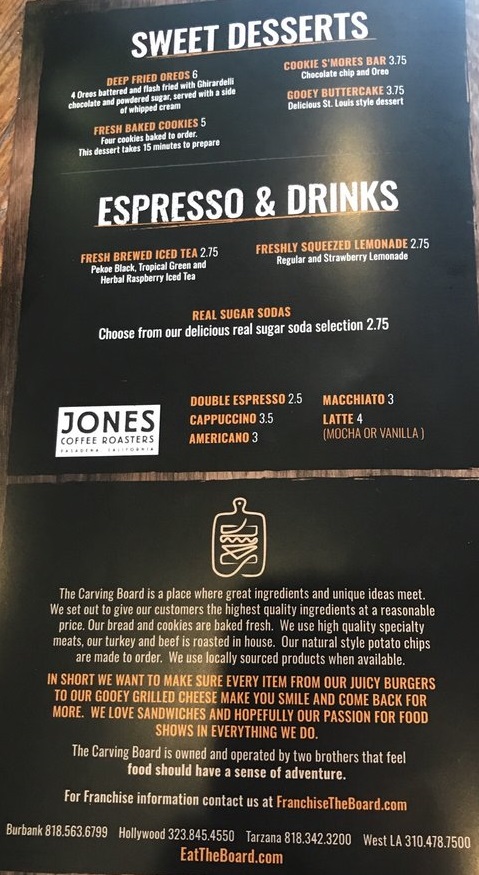 SWEET DESSERTS
DEEP FRIED OREOS 6
4 Oreos battered and flash fried with Ghirardelli
chocolate and powdered sugar, served with a side
of whipped cream
FRESH BAKED COOKIES 5
Four cookies baked to order.
This dessert takes 15 minutes to prepare
COOKIE S'MORES BAR 3.75
Chocolate chip and Oreo
GOOEY BUTTERCAKE 3.75
Delicious St. Louis style dessert
ESPRESSO & DRINKS
FRESH BREWED ICED TEA 2.75
Pekoe Black, Tropical Green and
Herbal Raspberry Iced Tea
FRESHLY SQUEEZED LEMONADE 2.75
Regular and Strawberry Lemonade
REAL SUGAR SODAS
Choose from our delicious real sugar soda selection 2.75
JONES
COFFEE ROASTERS
PASADENA, CALIFORNIA
DOUBLE ESPRESSO 2.5
CAPPUCCINO 3.5
AMERICANO 3
MACCHIATO 3
LATTE 4
(MOCHA OR VANILLA )
The Carving Board is a place where great ingredients and unique ideas meet.
We set out to give our customers the highest quality ingredients at a reasonable
price. Our bread and cookies are baked fresh. We use high quality specialty
meats, our turkey and beef is roasted in house. Our natural style potato chips
are made to order. We use locally sourced products when available.
IN SHORT WE WANT TO MAKE SURE EVERY ITEM FROM OUR JUICY BURGERS
TO OUR GOOEY GRILLED CHEESE MAKE YOU SMILE AND COME BACK FOR
MORE. WE LOVE SANDWICHES AND HOPEFULLY OUR PASSION FOR FOOD
SHOWS IN EVERYTHING WE DO.
The Carving Board is owned and operated by two brothers that feel
food should have a sense of adventure.
For Franchise information contact us at FranchiseTheBoard.com
Burbank 818.563.6799 Hollywood 323.845.4550 Tarzana 818.342.3200 West LA 310.478.7500
EatTheBoard.com